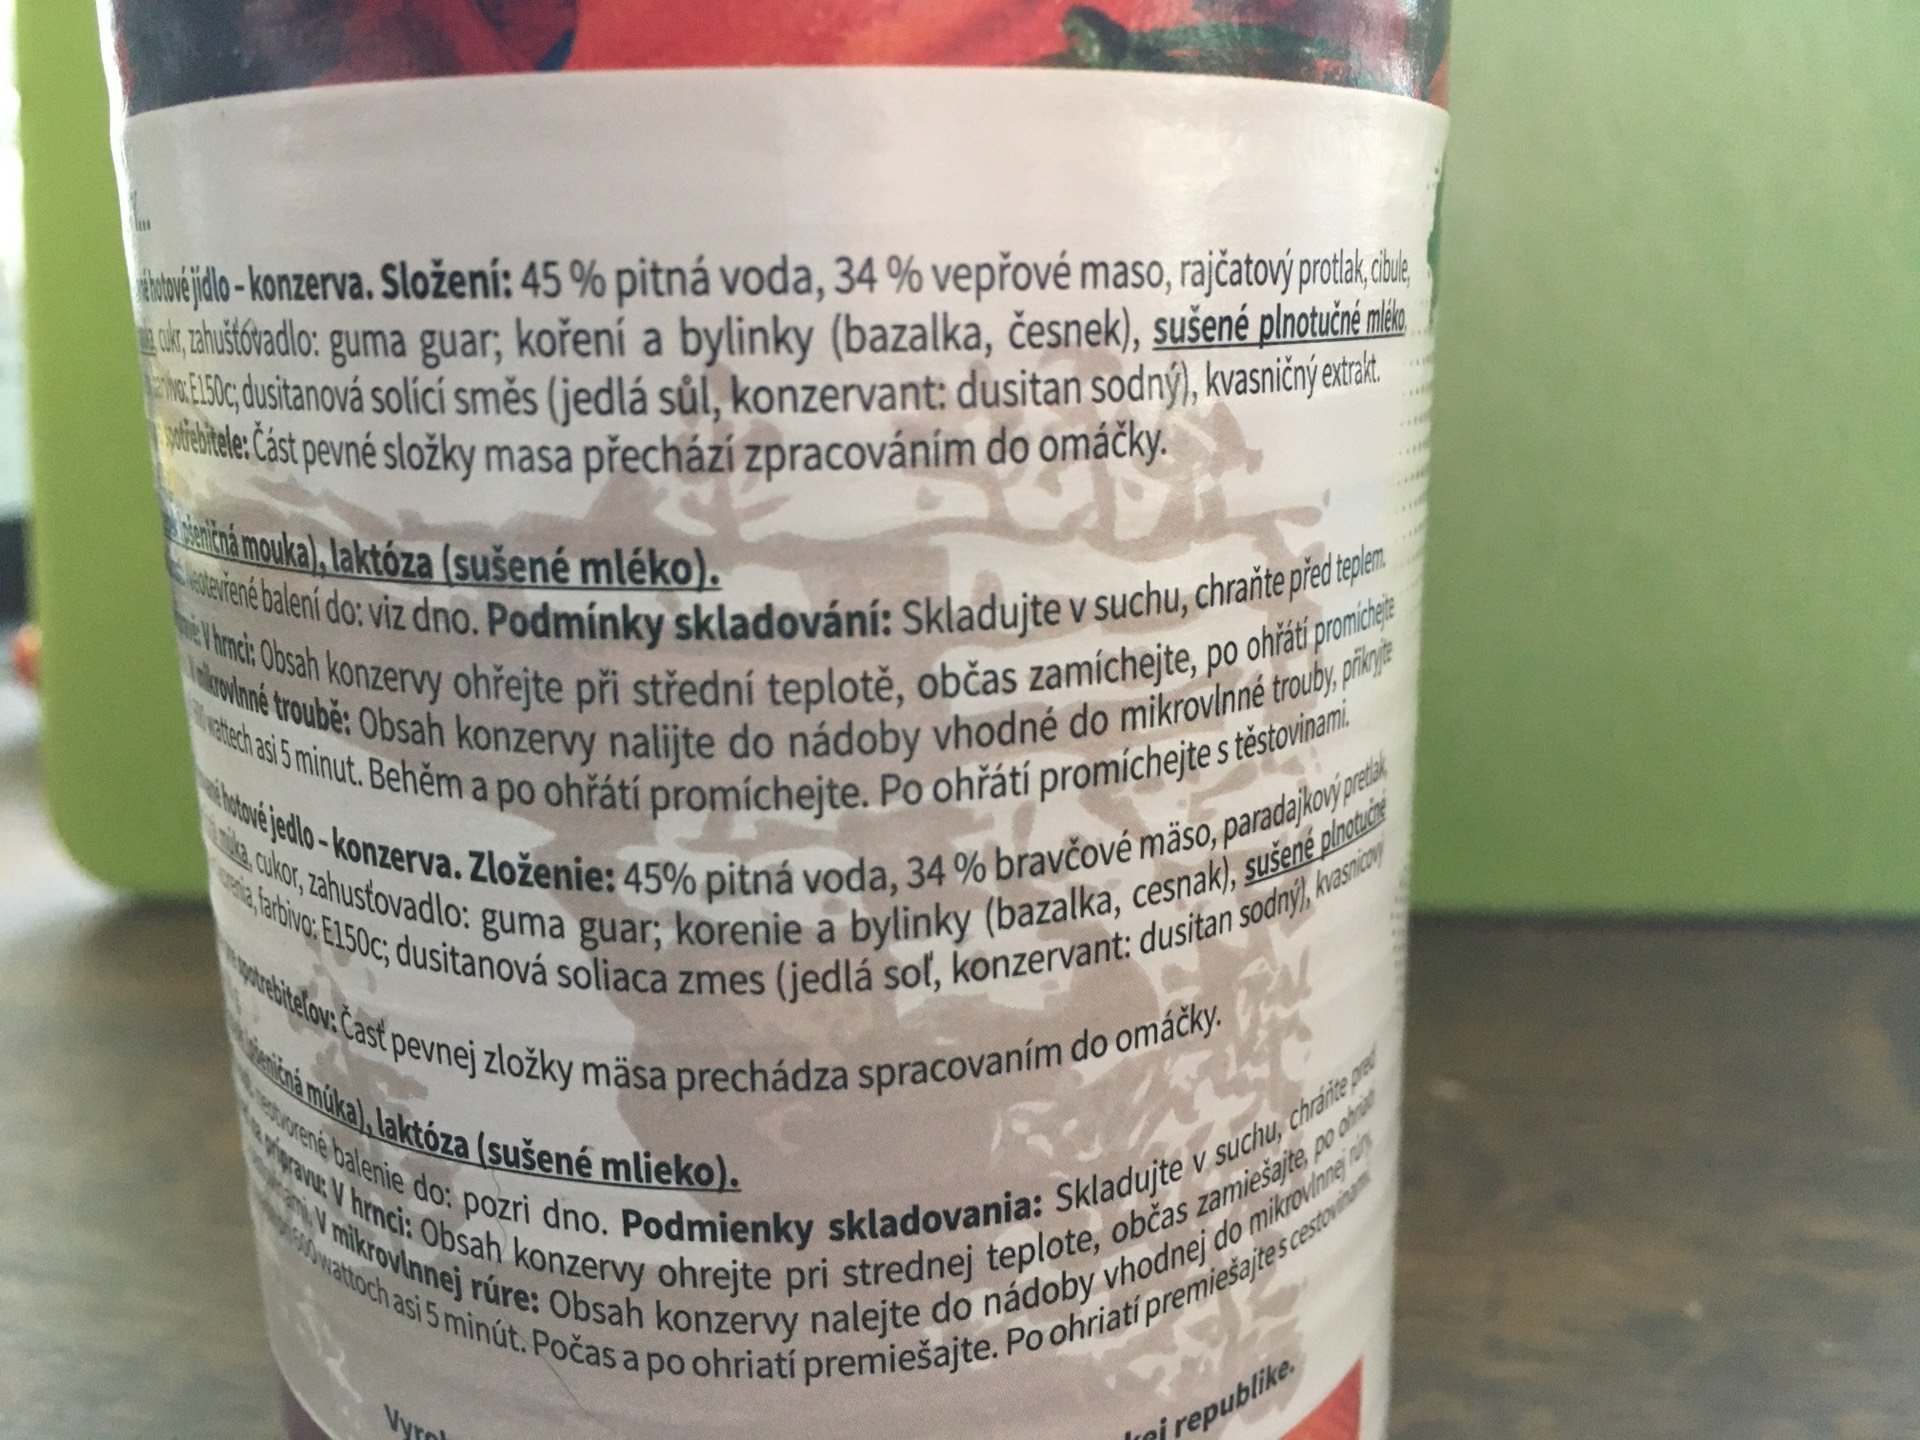 hotové jídlo – konzerva. Složení: 45 % pitná voda, 34 % vepřové maso, rajčatový protlak, cibule,
cukr, zahušťovadlo: guma guar; koření a bylinky (bazalka, česnek), sušené plnotučné mléko,
E150c; dusitanová solící směs (jedlá sůl, konzervant: dusitan sodný), kvasničný extrakt.
potřebitele: Část pevné složky masa přechází zpracováním do omáčky.
pšeničná mouka), laktóza (sušené mléko).
Neotevřené balení do: viz dno. Podmínky skladování: Skladujte v suchu, chraňte před teplem.
V hrnci: Obsah konzervy ohřejte při střední teplotě, občas zamíchejte, po ohřátí promíchejte
V mikrovlnné troubě: Obsah konzervy nalijte do nádoby vhodné do mikrovlnné trouby, přikryjte
wattech asi 5 minut. Behěm a po ohřátí promíchejte. Po ohřátí promíchejte s těstovinami.
hotové jedlo – konzerva. Zloženie: 45% pitná voda, 34 % bravčové mäso, paradajkový pretlak,
múka, cukor, zahusťovadlo: guma guar; korenie a bylinky (bazalka, cesnak), sušené plnotučné
farbivo: E150c; dusitanová soliaca zmes (jedlá soľ, konzervant: dusitan sodný), kvasnicový
spotrebiteľov: Časť pevnej zložky mäsa prechádza spracovaním do omáčky.
pšeničná múka), laktóza (sušené mlieko).
neotvorené balenie do: pozri dno. Podmienky skladovania: Skladujte v suchu, chráňte pred
na prípravu: V hrnci: Obsah konzervy ohrejte pri strednej teplote, občas zamiešajte, po ohriatí
V mikrovlnnej rúre: Obsah konzervy nalejte do nádoby vhodnej do mikrovlnnej rúry,
600 wattoch asi 5 minút. Počas a po ohriatí premiešajte. Po ohriatí premiešajte s cestovinami.
republike.